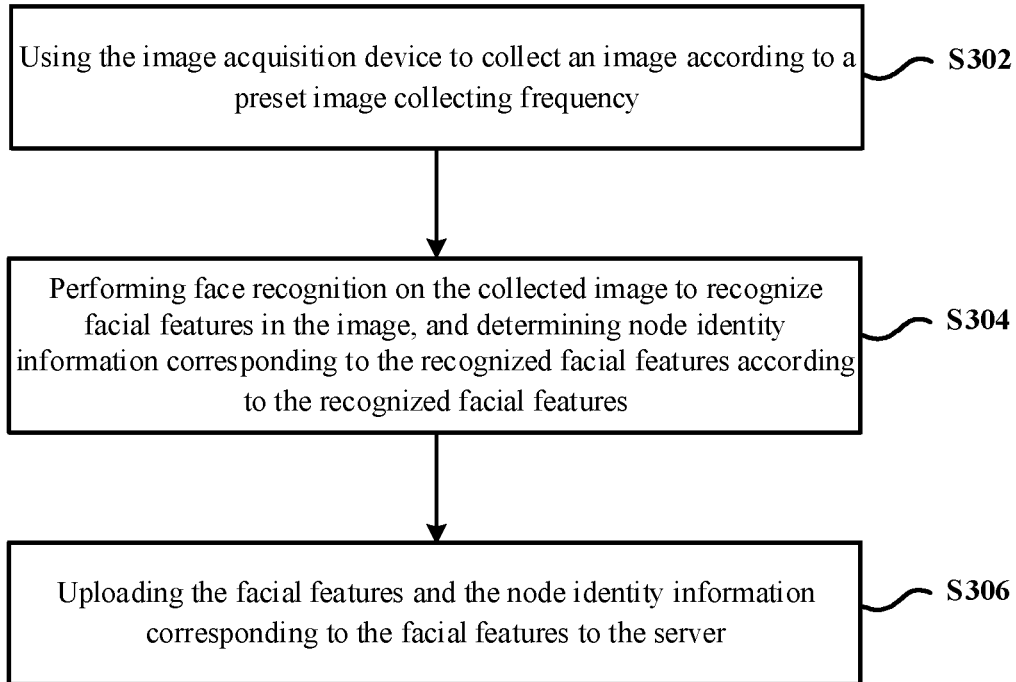 Using the image acquisition device to collect an image according to a
preset image collecting frequency
S302
Performing face recognition on the collected image to recognize
facial features in the image, and determining node identity
information corresponding to the recognized facial features according
to the recognized facial features
S304
Uploading the facial features and the node identity information
corresponding to the facial features to the server
S306